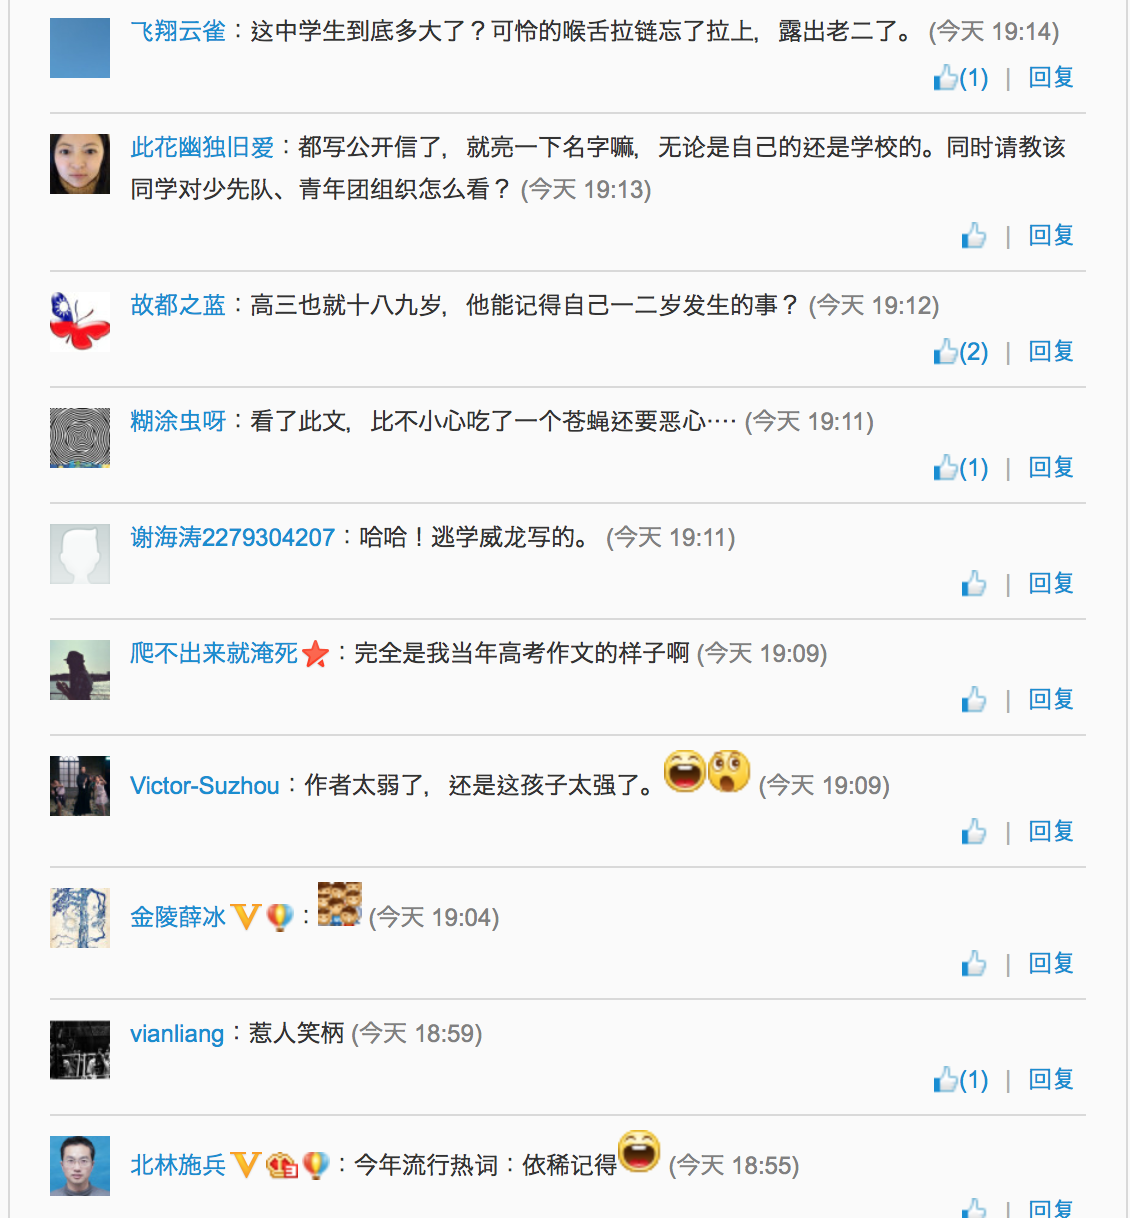 飞翔云雀：这中学生到底多大了？可怜的喉舌拉链忘了拉上，露出老二了。 (今天 19:14)
(1) | 回复
此花幽独旧爱：都写公开信了，就亮一下名字嘛，无论是自己的还是学校的。同时请教该
同学对少先队、青年团组织怎么看？ (今天 19:13)
| 回复
故都之蓝：高三也就十八九岁，他能记得自己一二岁发生的事？ (今天 19:12)
(2) | 回复
糊涂虫呀：看了此文，比不小心吃了一个苍蝇还要恶心···· (今天 19:11)
(1) | 回复
谢海涛2279304207：哈哈！逃学威龙写的。 (今天 19:11)
| 回复
爬不出来就淹死：完全是我当年高考作文的样子啊 (今天 19:09)
| 回复
Victor-Suzhou：作者太弱了，还是这孩子太强了。 (今天 19:09)
| 回复
金陵薛冰V： (今天 19:04)
| 回复
vianliang：惹人笑柄 (今天 18:59)
(1) | 回复
北林施兵V：今年流行热词：依稀记得 (今天 18:55)
| 回复